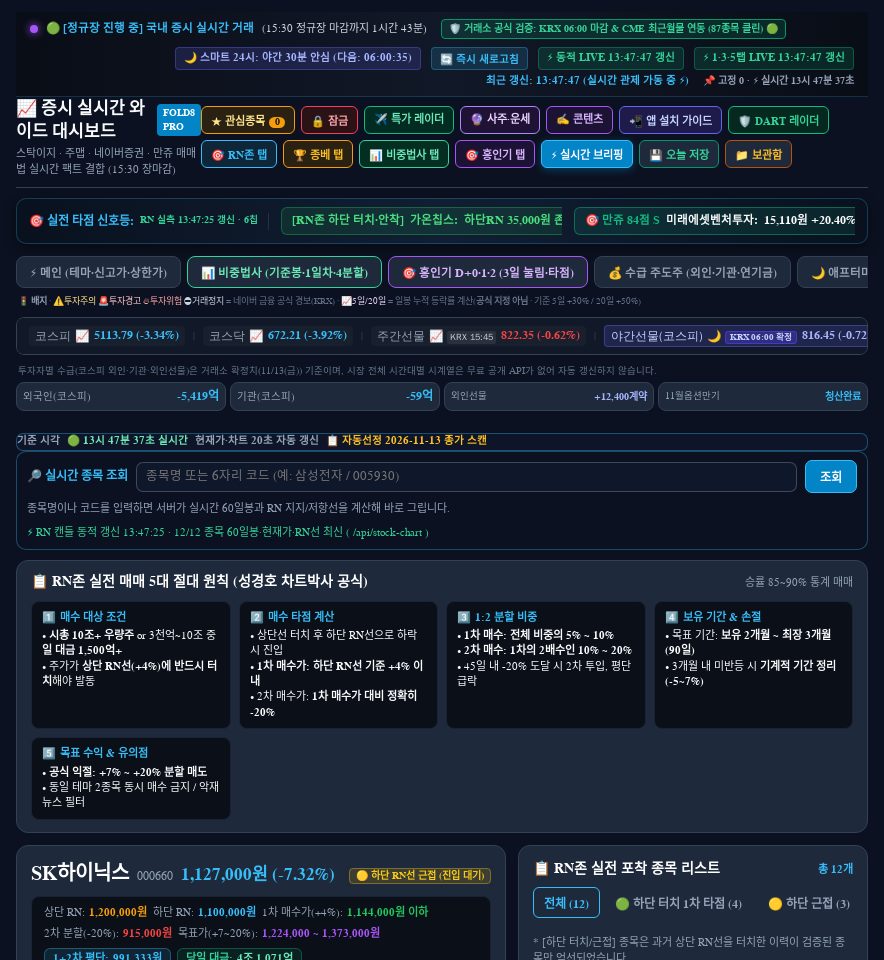 🟢 [정규장 진행 중] 국내 증시 실시간 거래 (15:30 정규장 마감까지 1시간 43분)
🛡️ 거래소 공식 검증: KRX 06:00 마감 & CME 최근월물 연동 (87종목 클린) 🟢
🌙 스마트 24시: 야간 30분 안심 (다음: 06:00:35)
🔄 즉시 새로고침
⚡ 동적 LIVE 13:47:47 갱신
⚡ 1·3·5탭 LIVE 13:47:47 갱신
최근 갱신: 13:47:47 (실시간 관제 가동 중 ⚡)
📌 고정 0 · ⚡ 실시간 13시 47분 37초
📈 증시 실시간 와이드 대시보드
FOLD8 PRO
스탁이지 · 주맵 · 네이버증권 · 만쥬 매매법 실시간 팩트 결합 (15:30 장마감)
★ 관심종목 0
🔒 잠금
✈️ 특가 레이더
🔮 사주·운세
✍️ 콘텐츠
📲 앱 설치 가이드
🛡️ DART 레이더
🎯 RN존 탭
🏆 종베 탭
📊 비중법사 탭
🎯 홍인기 탭
⚡ 실시간 브리핑
💾 오늘 저장
📁 보관함
🎯 실전 타점 신호등:
RN 실측 13:47:25 갱신 · 6칩
[RN존 하단 터치·안착] 가온칩스: 하단RN 35,000원 존
🎯 만쥬 84점 S 미래에셋벤처투자: 15,110원 +20.40%
⚡ 메인 (테마·신고가·상한가)
📊 비중법사 (기준봉·1일차·4분할)
🎯 홍인기 D+0·1·2 (3일 눌림·타점)
💰 수급 주도주 (외인·기관·연기금)
🌙 애프터마
🚦 배지 · ⚠️투자주의 🚨투자경고 ⛔거래정지 = 네이버 금융 공식 경보(KRX) · 📈5일/20일 = 일봉 누적 등락률 계산(공식 지정 아님 · 기준 5일 +30% / 20일 +50%)
코스피 📈 5113.79 (-3.34%)
코스닥 📈 672.21 (-3.92%)
주간선물 📈 KRX 15:45 822.35 (-0.62%)
야간선물(코스피) 🌙 KRX 06:00 확정 816.45 (-0.72
투자자별 수급(코스피 외인·기관·외인선물)은 거래소 확정치(11/13(금)) 기준이며, 시장 전체 시간대별 시계열은 무료 공개 API가 없어 자동 갱신하지 않습니다.
외국인(코스피) -5,419억
기관(코스피) -59억
외인선물 +12,400계약
11월옵션만기 청산완료
기준 시각 🟢 13시 47분 37초 실시간 현재가·차트 20초 자동 갱신 📋 자동선정 2026-11-13 종가 스캔
🔎 실시간 종목 조회
종목명 또는 6자리 코드 (예: 삼성전자 / 005930)
조회
종목명이나 코드를 입력하면 서버가 실시간 60일봉과 RN 지지/저항선을 계산해 바로 그립니다.
⚡ RN 캔들 동적 갱신 13:47:25 · 12/12 종목 60일봉·현재가·RN선 최신 ( /api/stock-chart )
📋 RN존 실전 매매 5대 절대 원칙 (성경호 차트박사 공식)
승률 85~90% 통계 매매
1️⃣ 매수 대상 조건
• 시총 10조+ 우량주 or 3천억~10조 중 일 대금 1,500억+
• 주가가 상단 RN선(+4%)에 반드시 터치해야 발동
2️⃣ 매수 타점 계산
• 상단선 터치 후 하단 RN선으로 하락 시 진입
• 1차 매수가: 하단 RN선 기준 +4% 이내
• 2차 매수가: 1차 매수가 대비 정확히 -20%
3️⃣ 1:2 분할 비중
• 1차 매수: 전체 비중의 5% ~ 10%
• 2차 매수: 1차의 2배수인 10% ~ 20%
• 45일 내 -20% 도달 시 2차 투입, 평단 급락
4️⃣ 보유 기간 & 손절
• 목표 기간: 보유 2개월 ~ 최장 3개월 (90일)
• 3개월 내 미반등 시 기계적 기간 정리 (-5~7%)
5️⃣ 목표 수익 & 유의점
• 공식 익절: +7% ~ +20% 분할 매도
• 동일 테마 2종목 동시 매수 금지 / 악재 뉴스 필터
SK하이닉스 000660 1,127,000원 (-7.32%)
🟡 하단 RN선 근접 (진입 대기)
상단 RN: 1,200,000원 하단 RN: 1,100,000원 1차 매수가(+4%): 1,144,000원 이하
2차 분할(-20%): 915,000원 목표가(+7~20%): 1,224,000 ~ 1,373,000원
1+2차 평단: 991,333원
당일 대금: 4조 1,071억
📋 RN존 실전 포착 종목 리스트
총 12개
전체 (12)
🟢 하단 터치 1차 타점 (4)
🟡 하단 근접 (3)
* [하단 터치/근접] 종목은 과거 상단 RN선을 터치한 이력이 검증된 종목만 엄선되었습니다.